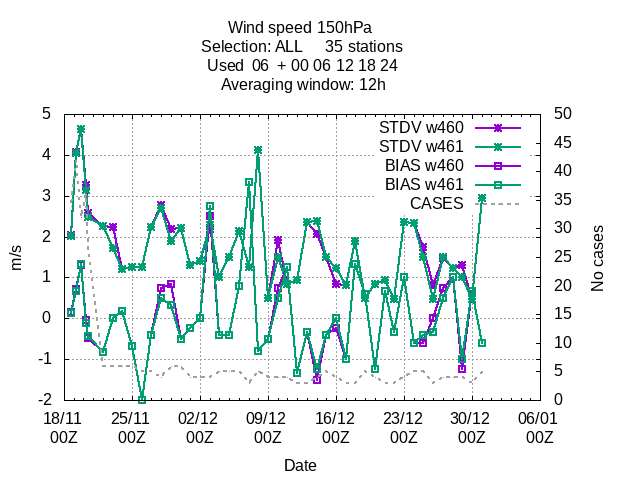 Wind speed 150hPa
Selection: ALL 35 stations
Used 06 + 00 06 12 18 24
Averaging window: 12h
STDV w460
STDV w461
BIAS w460
BIAS w461
CASES
m/s
5
4
3
2
1
0
-1
-2
No cases
50
45
40
35
30
25
20
15
10
5
0
18/11 25/11 02/12 09/12 16/12 23/12 30/12 06/01
00Z 00Z 00Z 00Z 00Z 00Z 00Z 00Z
Date